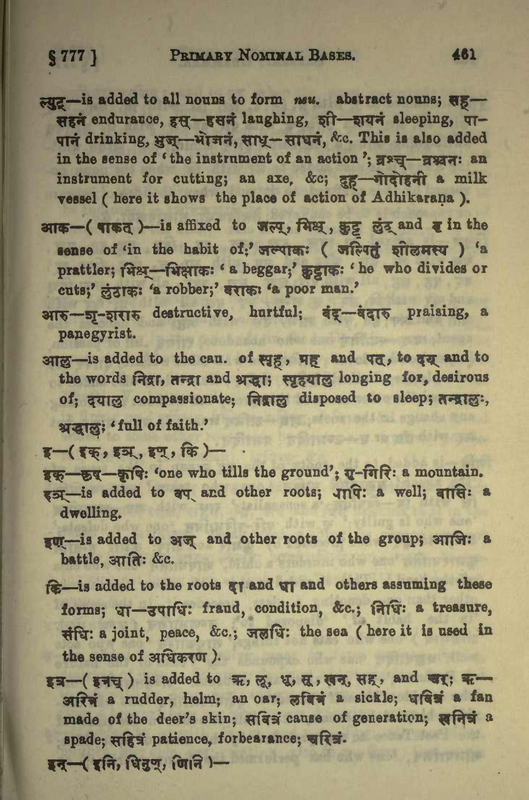 § 777 ] PRIMARY NOMINAL BASES. 461
ल्युट्—is added to all nouns to form neu. abstract nouns; सह्—
सहनं endurance, हस्—हसनं laughing, शी—शयनं sleeping, पा-
पानं drinking, भुज्—भोजनं, साध्—साधनं, &c. This is also added
in the sense of ‘ the instrument of an action ’; व्रश्च्—व्रश्चनः an
instrument for cutting; an axe, &c; दुह्—गोदोहनी a milk
vessel ( here it shows the place of action of Adhikaraṇa ).
आक—( षाकन् )—is affixed to जल्प्, भिक्ष्, कुट्ट लुंट् and वृ in the
sense of ‘in the habit of;’ जल्पाकः ( जल्पितुं शीलमस्य ) ‘a
prattler; भिक्ष्—भिक्षाकः ‘ a beggar;’ कुट्टाकः ‘ he who divides or
cuts;’ लुंठाकः ‘a robber;’ वराकः ‘a poor man.’
आरु—शृ-शरारु destructive, hurtful; वंद्—वंदारु praising, a
panegyrist.
आलु—is added to the cau. of स्पृह्, ग्रह् and पत्, to दय् and to
the words निद्रा, तन्द्रा and श्रद्धा; स्पृहयालु longing for, desirous
of; दयालु compassionate; निद्रालु disposed to sleep; तन्द्रालुः,
श्रद्धालुः ‘full of faith.’
इ—( इक्, इञ्, इण्, कि )—
इक्—कृष्—कृषिः ‘one who tills the ground’; गृ-गिरिः a mountain.
इञ्—is added to वप् and other roots; वापिः a well; वासिः a
dwelling.
इण्—is added to अज् and other roots of the group; आजिः a
battle, आतिः &c.
कि—is added to the roots दा and धा and others assuming these
forms; धा—उपाधिः fraud, condition, &c.; निधिः a treasure,
संधिः a joint, peace, &c.; जलधिः the sea ( here it is used in
the sense of अधिकरण ).
इत्र—( इत्रच् ) is added to ऋ, लू, धू, सू, खन्, सह्, and चर्; ऋ—
अरित्रं a rudder, helm; an oar; लवित्रं a sickle; धवित्रं a fan
made of the deer's skin; सवित्रं cause of generation; खनित्रं a
spade; सहित्रं patience, forbearance; चरित्रं.
इन्—( इनि, घिनुण्, णिनि )—